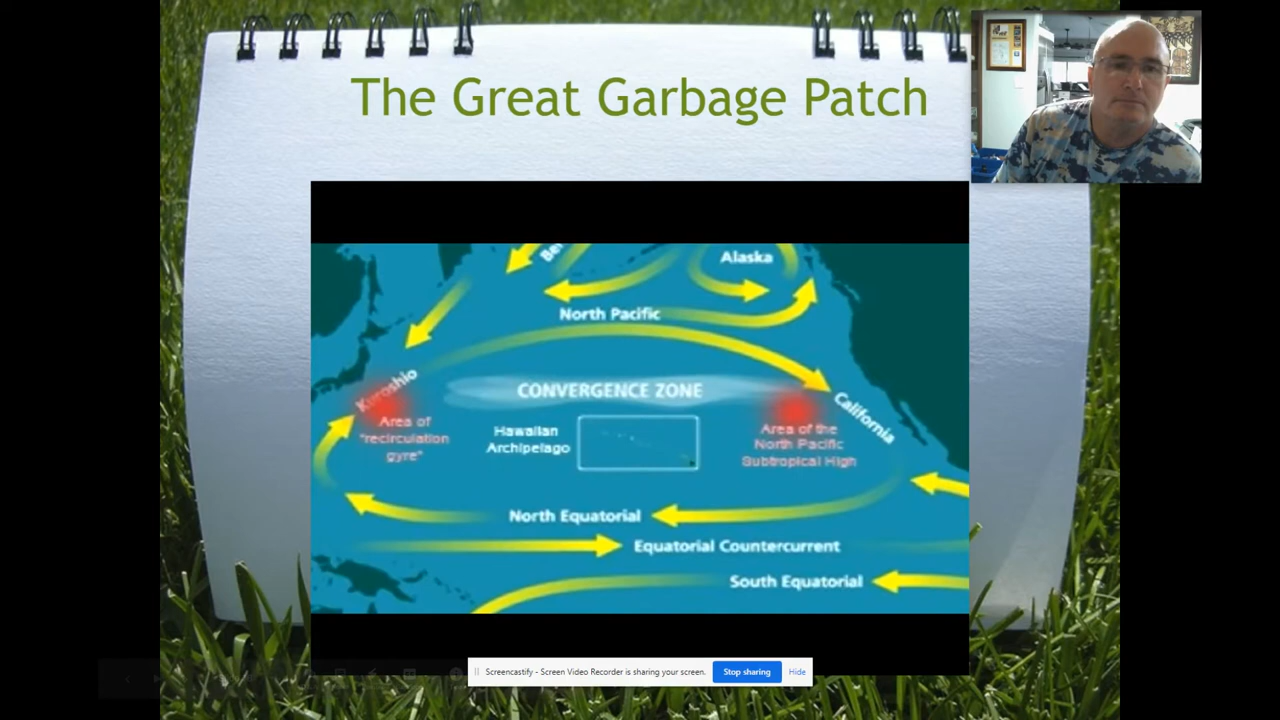 The Great Garbage Patch
Alaska
North Pacific
Kuroshio
CONVERGENCE ZONE
California
Area of
"recirculation
gyre"
Hawaiian
Archipelago
Area of the
North Pacific
Subtropical High
North Equatorial
Equatorial Countercurrent
South Equatorial
Screencastify - Screen Video Recorder is sharing your screen.
Stop sharing
Hide